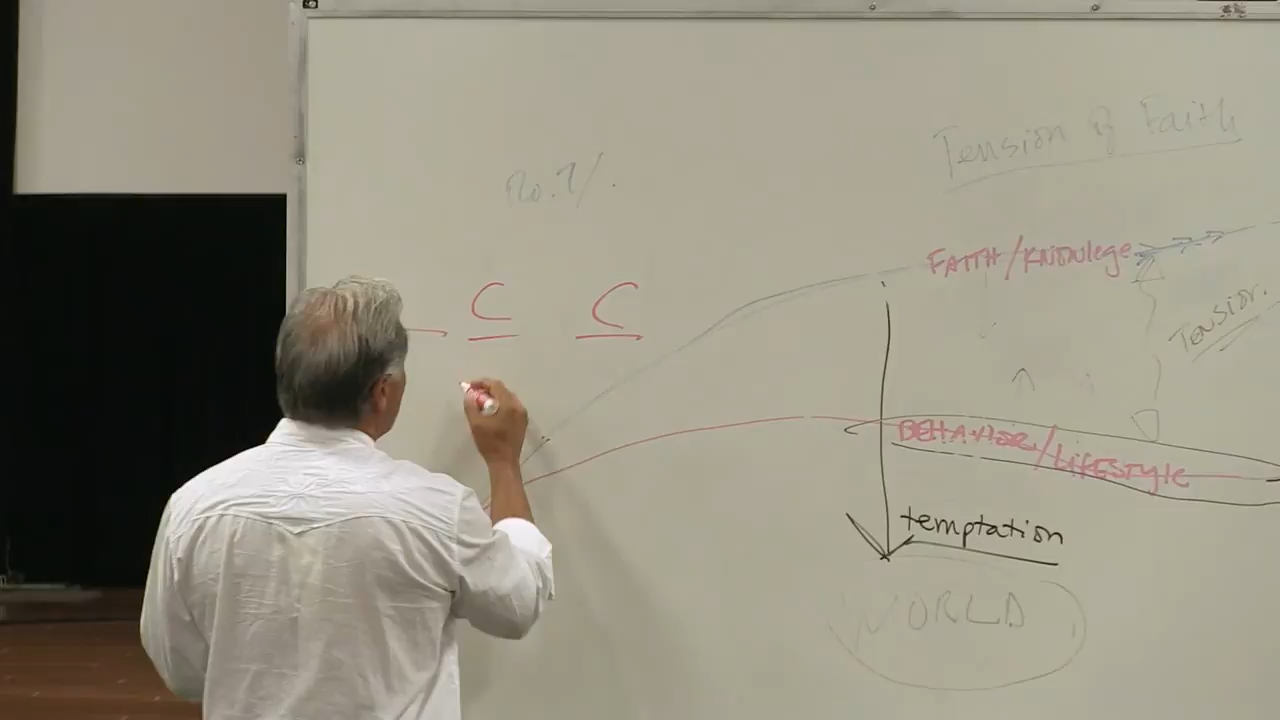 Tension of Faith
Ro. 7/.
FAITH/KNOWlege
C C
TENSION.
BEHAVIOR/LIFESTYLE
temptation
WORLD